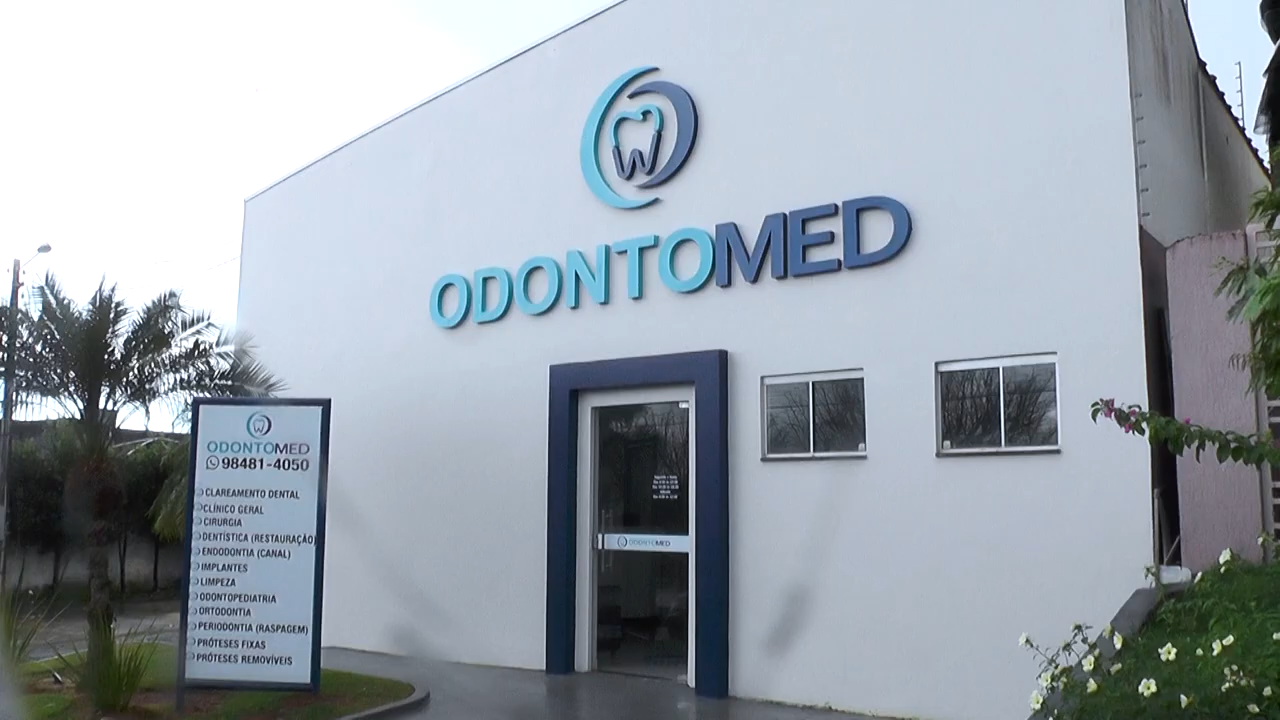 ODONTOMED
ODONTOMED
98481-4050
CLAREAMENTO DENTAL
CLÍNICO GERAL
CIRURGIA
DENTÍSTICA (RESTAURAÇÃO)
ENDODONTIA (CANAL)
IMPLANTES
LIMPEZA
ODONTOPEDIATRIA
ORTODONTIA
PERIODONTIA (RASPAGEM)
PRÓTESES FIXAS
PRÓTESES REMOVÍVEIS
ODONTOMED